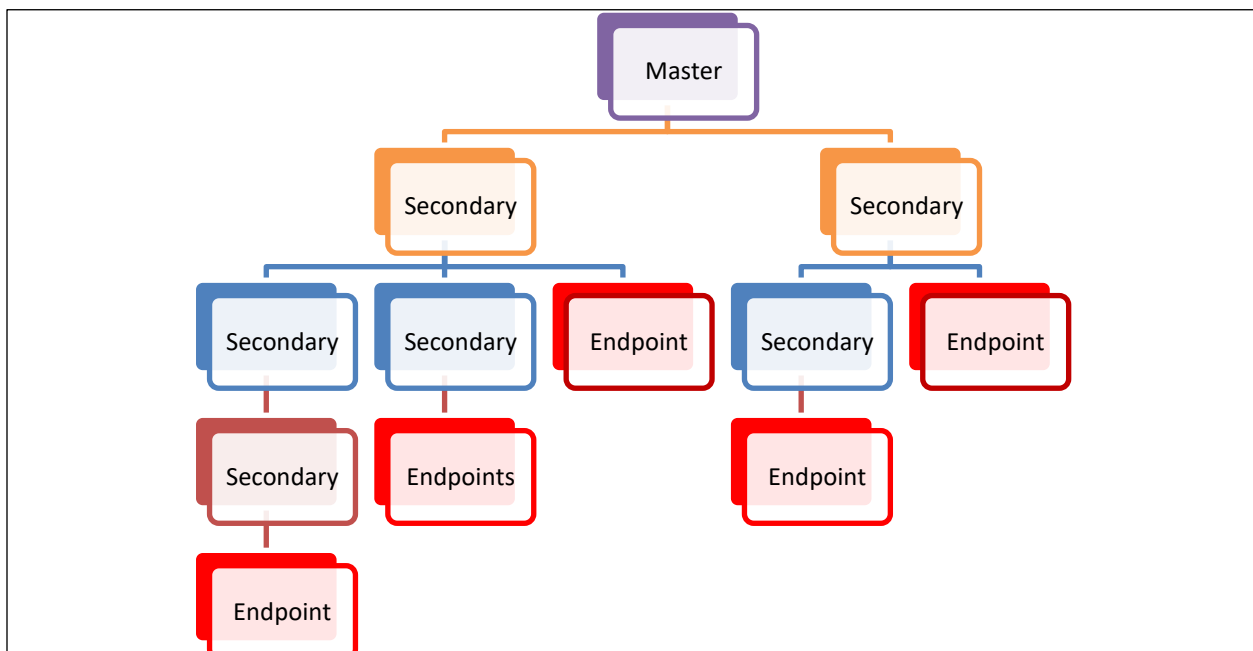 Master
Secondary
Secondary
Secondary
Secondary
Endpoint
Secondary
Endpoint
Secondary
Endpoints
Endpoint
Endpoint